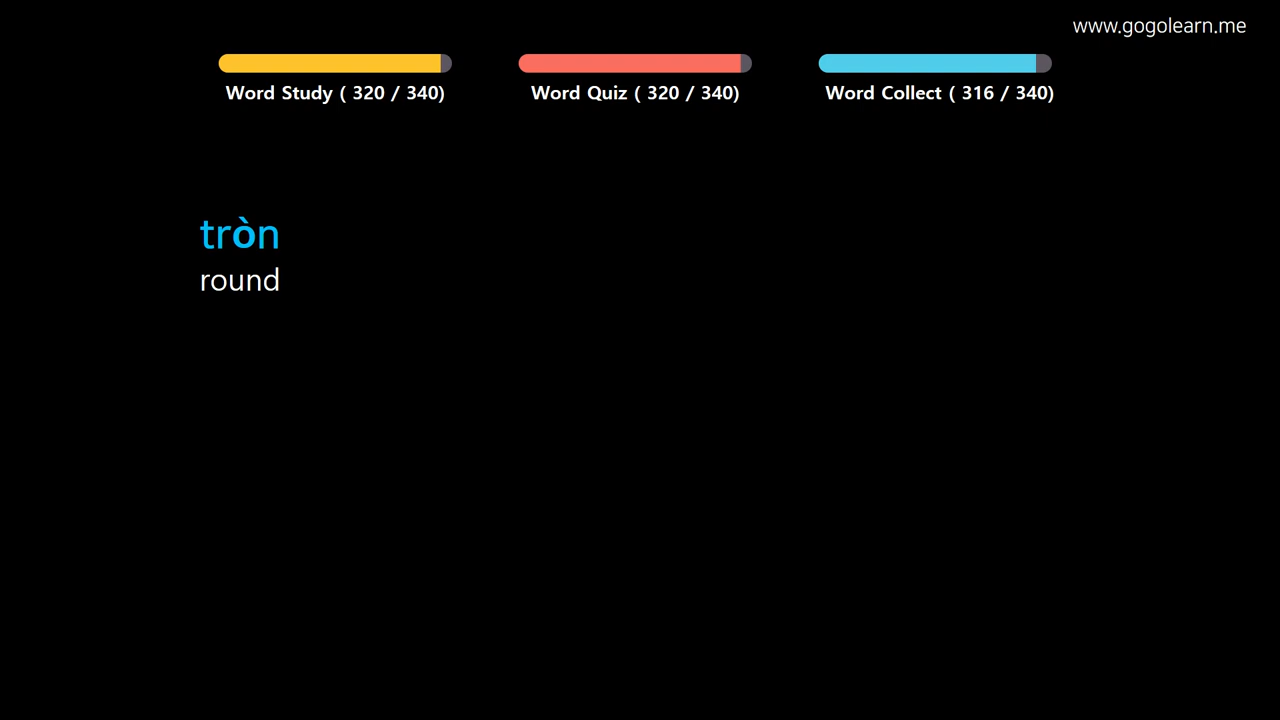 www.gogolearn.me
Word Study ( 320 / 340)
Word Quiz ( 320 / 340)
Word Collect ( 316 / 340)
tròn
round